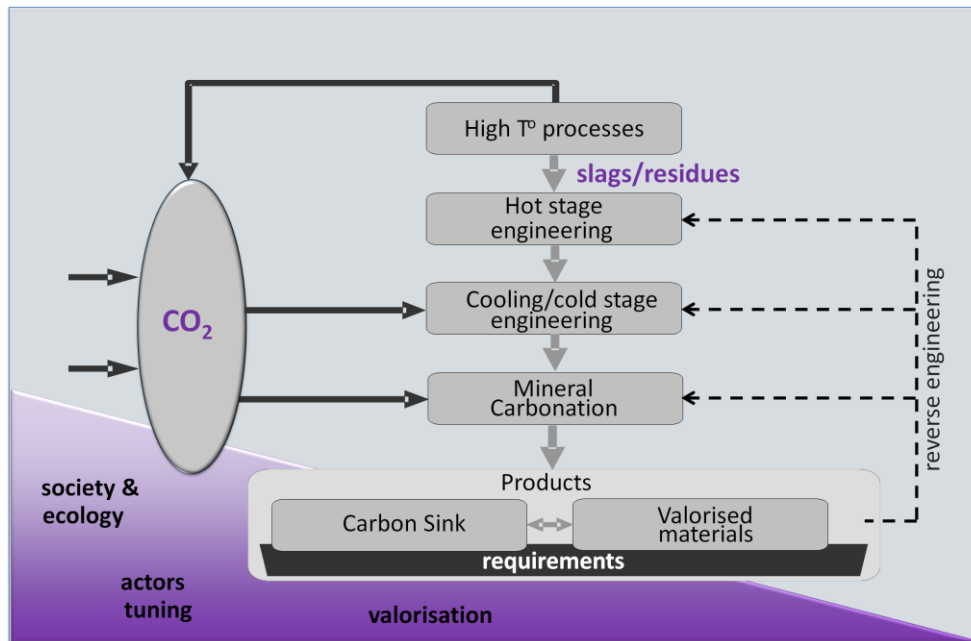 High Tº processes
slags/residues
Hot stage
engineering
Cooling/cold stage
engineering
CO₂
Mineral
Carbonation
reverse engineering
Products
Carbon Sink
Valorised
materials
requirements
society &
ecology
actors
tuning
valorisation